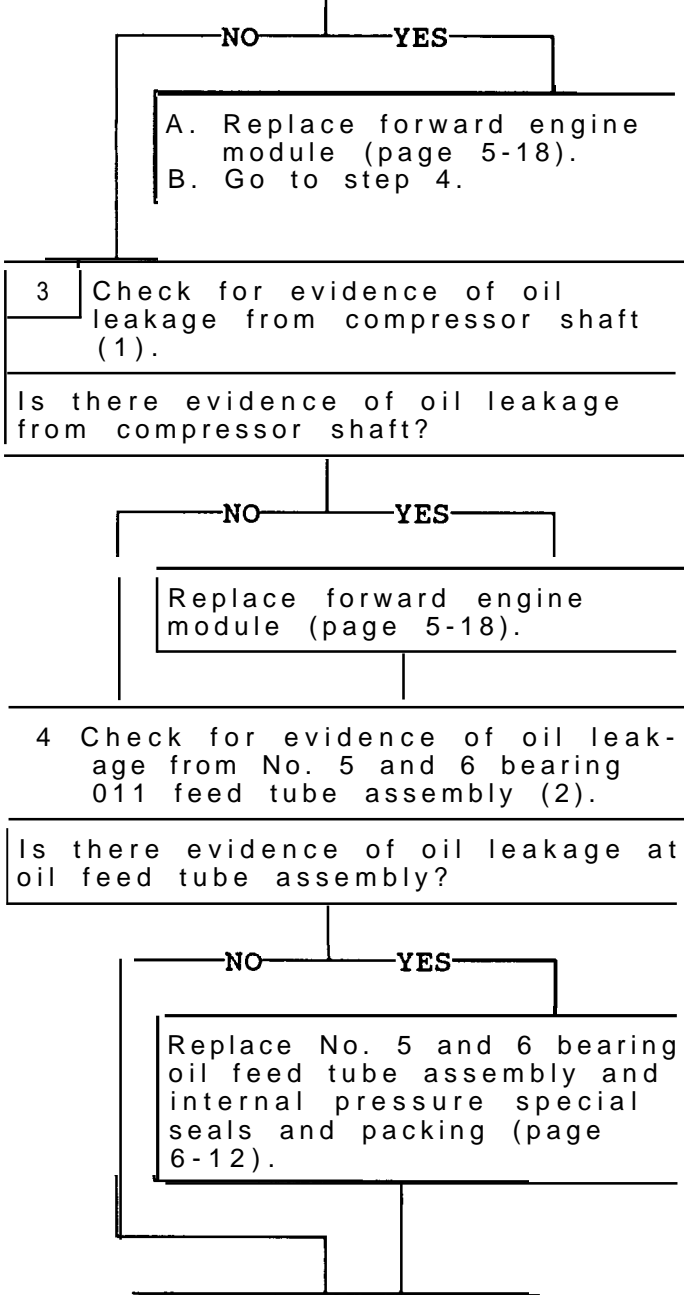 NO YES
A. Replace forward engine
module (page 5-18).
B. Go to step 4.
3 Check for evidence of oil
leakage from compressor shaft
(1).
Is there evidence of oil leakage
from compressor shaft?
NO YES
Replace forward engine
module (page 5-18).
4 Check for evidence of oil leak-
age from No. 5 and 6 bearing
011 feed tube assembly (2).
Is there evidence of oil leakage at
oil feed tube assembly?
NO YES
Replace No. 5 and 6 bearing
oil feed tube assembly and
internal pressure special
seals and packing (page
6-12).